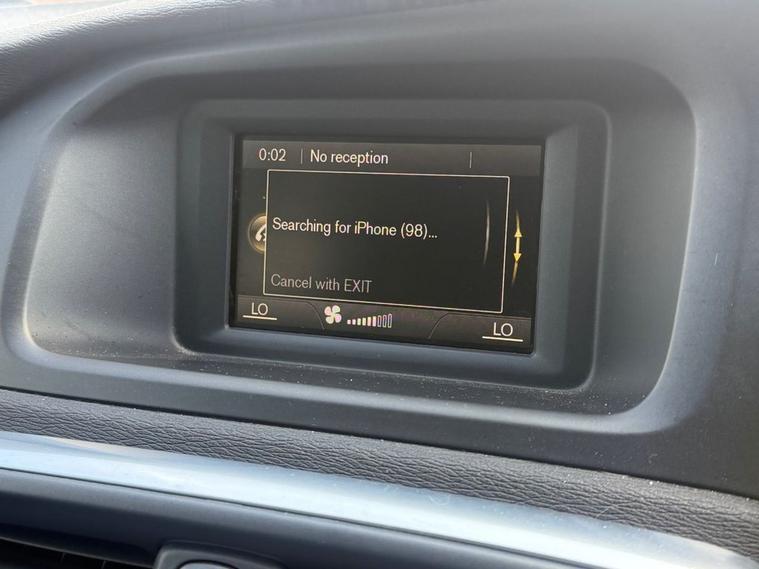 0:02 No reception
Searching for iPhone (98)...
Cancel with EXIT
LO LO